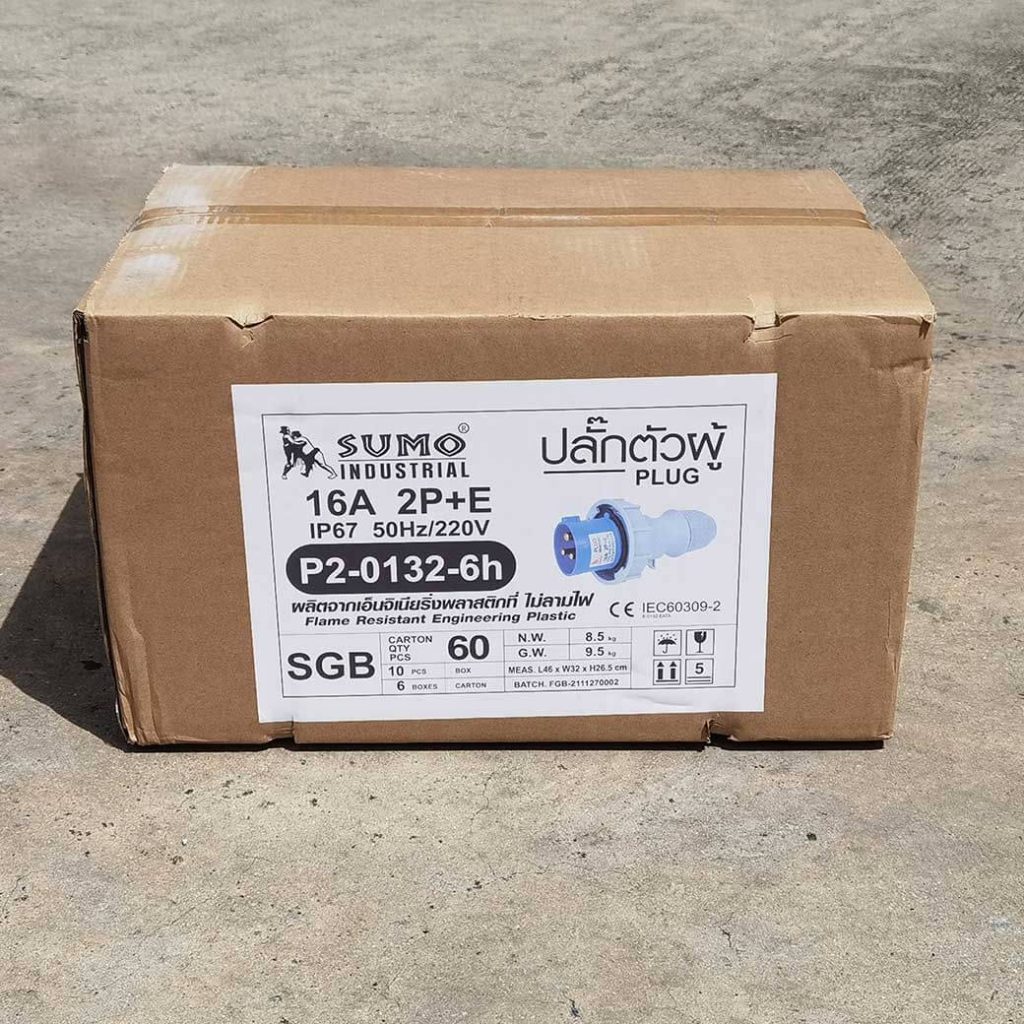 SUMO®
INDUSTRIAL
16A 2P+E
IP67 50Hz/220V
P2-0132-6h
ผลิตจากเอ็นจิเนียริ่งพลาสติกที่ ไม่ลามไฟ
Flame Resistant Engineering Plastic
ปลั๊กตัวผู้
PLUG
CE IEC60309-2
SGB
CARTON QTY PCS 60
10 PCS BOX
6 BOXES CARTON
N.W. 8.5 kg
G.W. 9.5 kg
MEAS. L46 x W32 x H26.5 cm
BATCH. FGB-2111270002
5